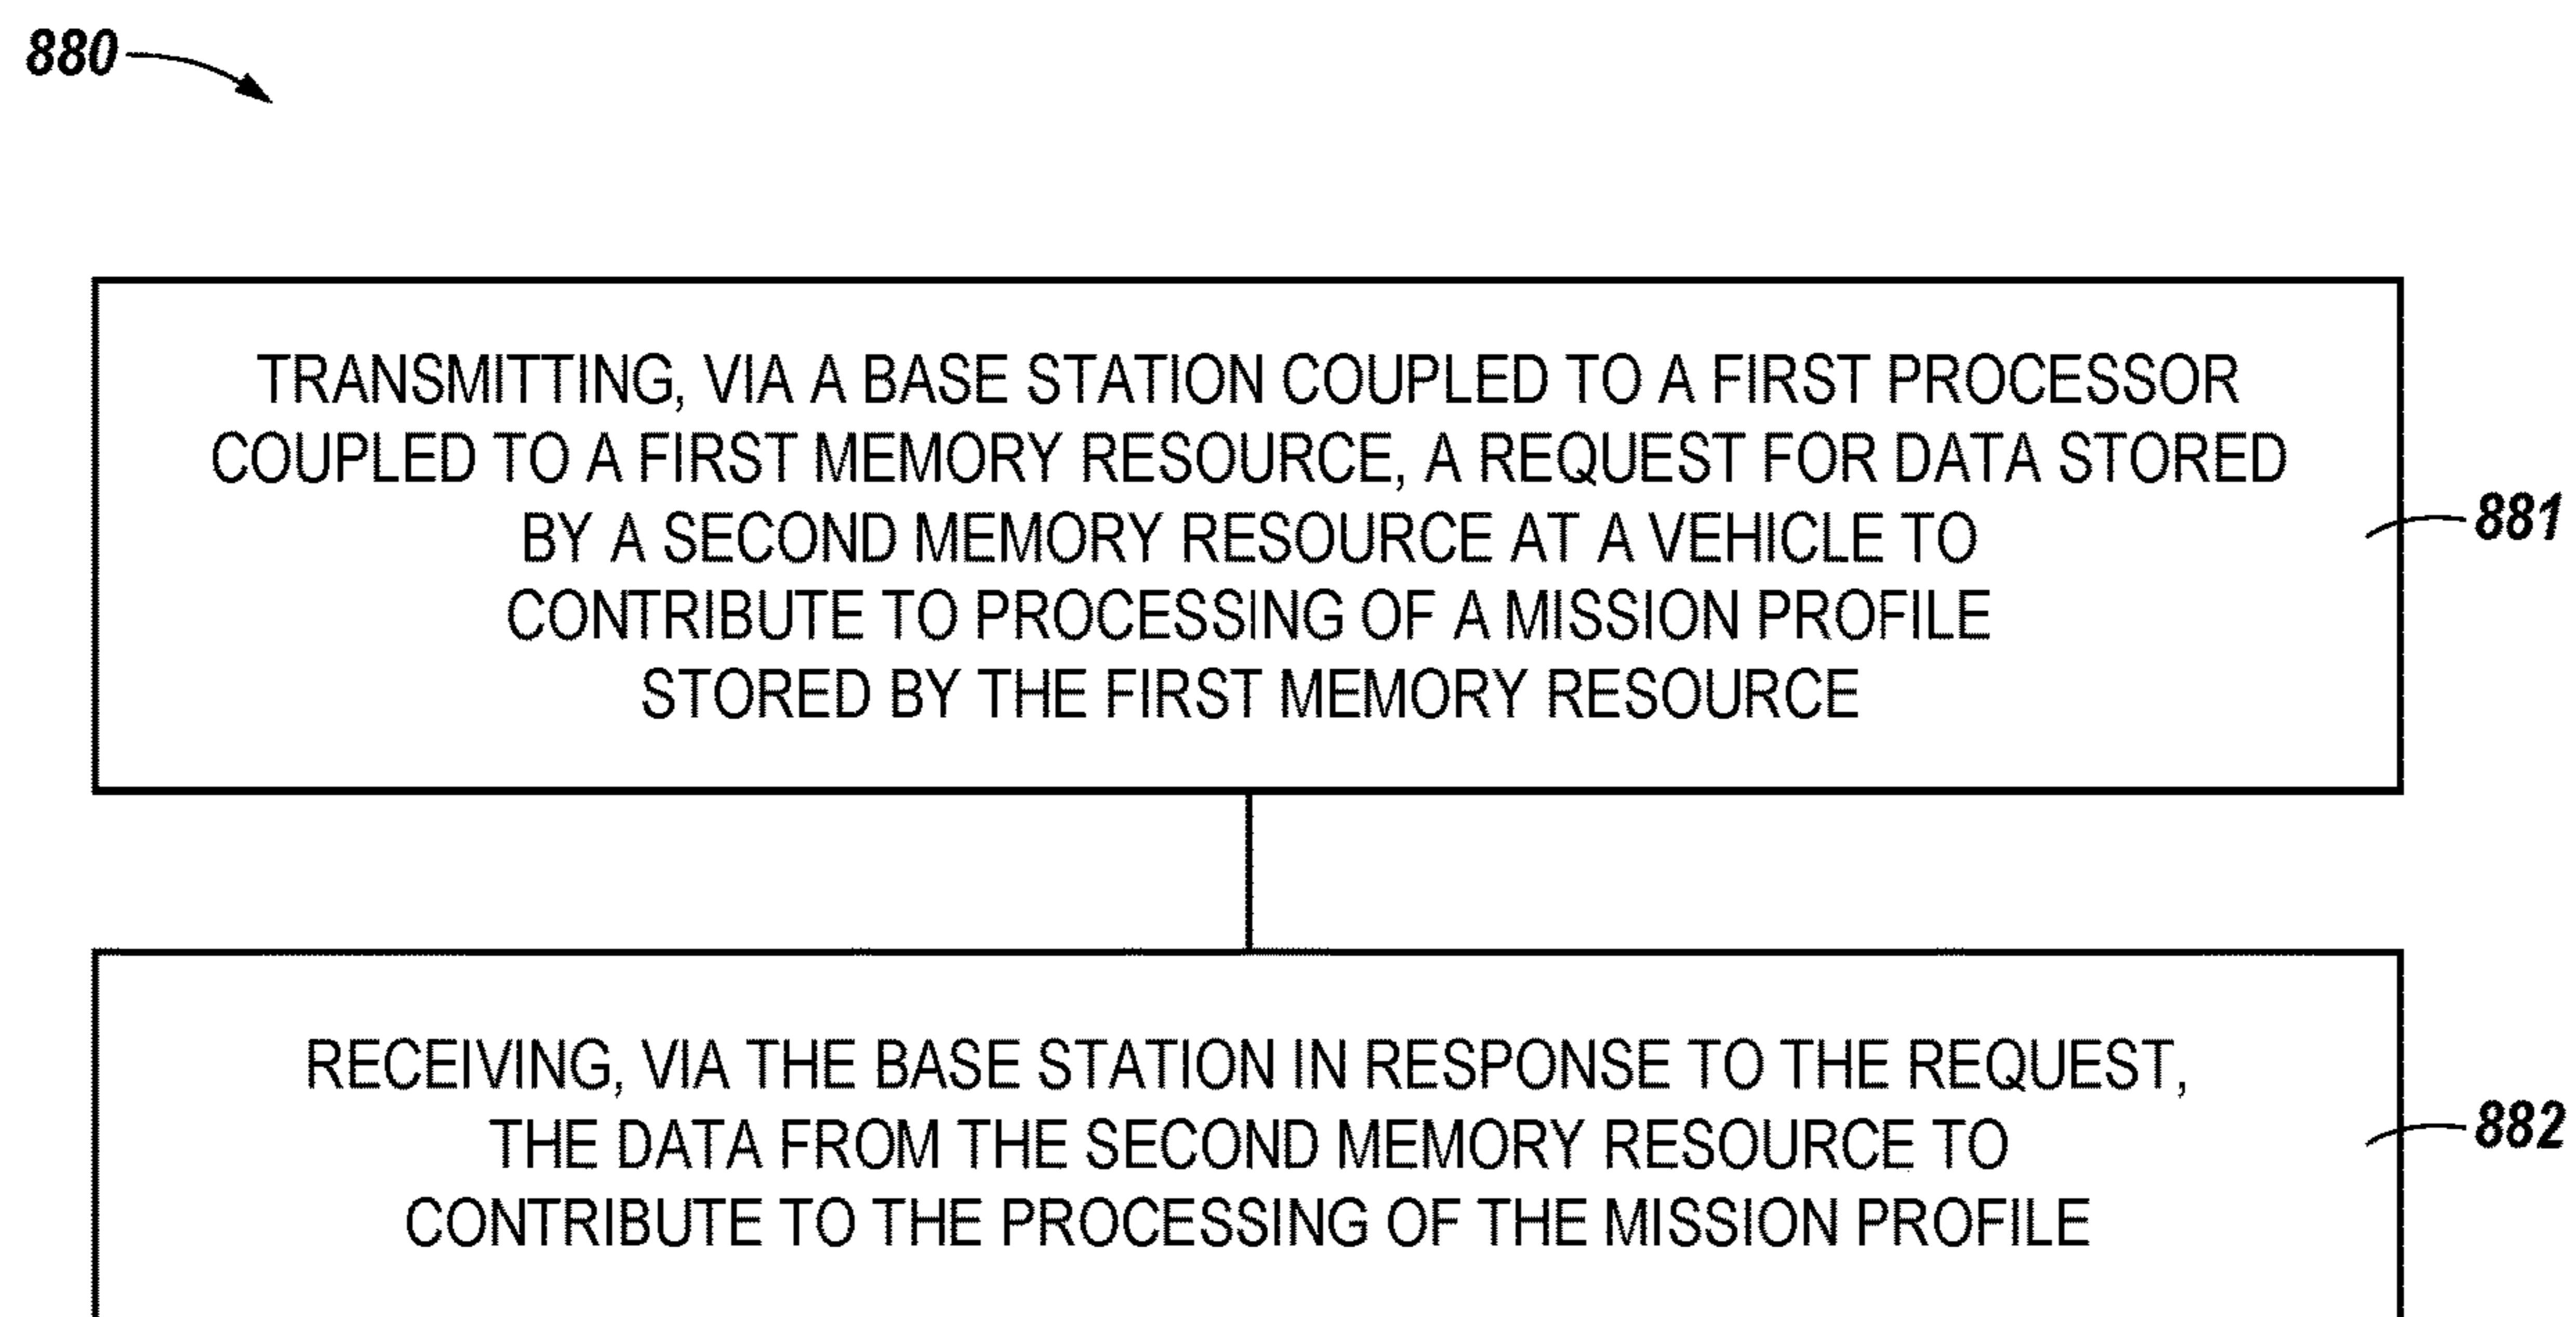 880
TRANSMITTING, VIA A BASE STATION COUPLED TO A FIRST PROCESSOR
COUPLED TO A FIRST MEMORY RESOURCE, A REQUEST FOR DATA STORED
BY A SECOND MEMORY RESOURCE AT A VEHICLE TO
CONTRIBUTE TO PROCESSING OF A MISSION PROFILE
STORED BY THE FIRST MEMORY RESOURCE
881
RECEIVING, VIA THE BASE STATION IN RESPONSE TO THE REQUEST,
THE DATA FROM THE SECOND MEMORY RESOURCE TO
CONTRIBUTE TO THE PROCESSING OF THE MISSION PROFILE
882